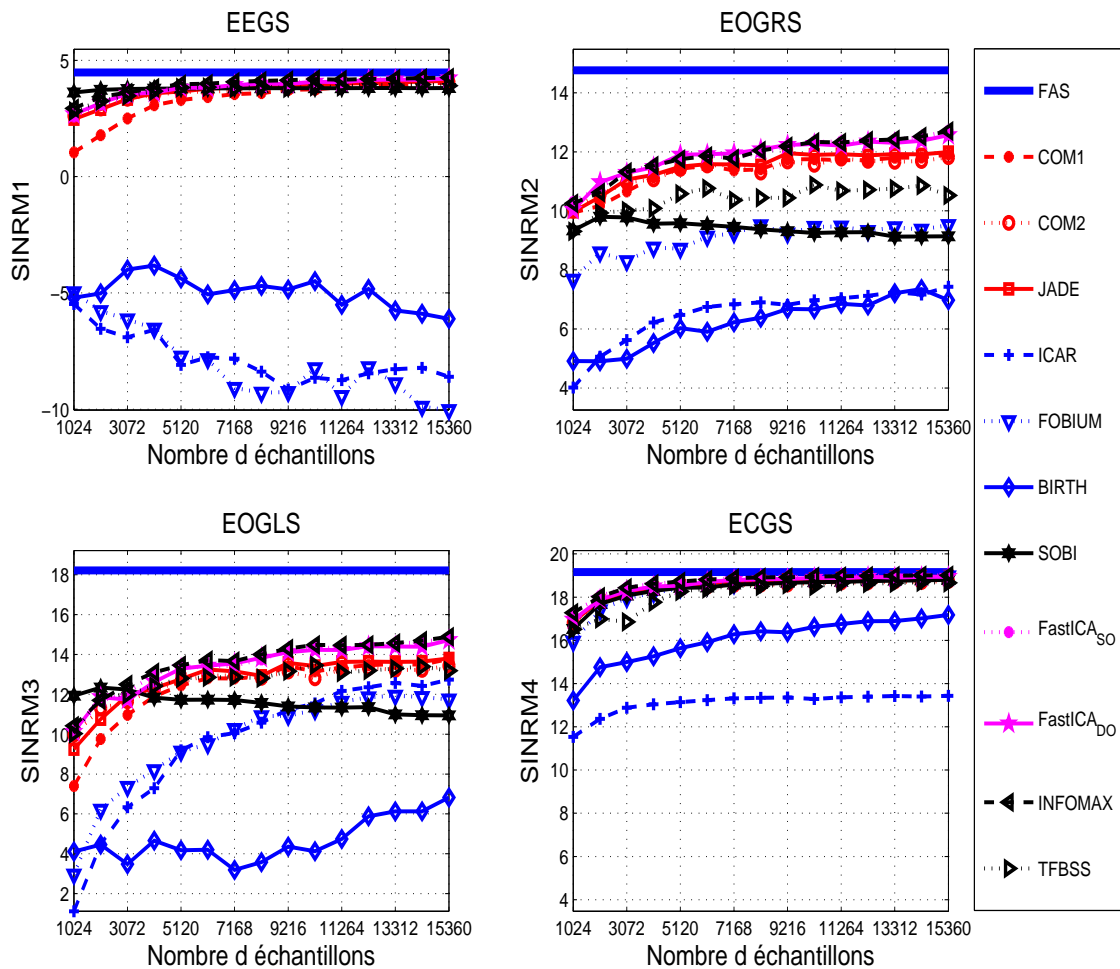 EEGS
SINRM1
5
0
−5
−10
1024 3072 5120 7168 9216 11264 13312 15360
Nombre d échantillons
EOGRS
SINRM2
14
12
10
8
6
4
1024 3072 5120 7168 9216 11264 13312 15360
Nombre d échantillons
EOGLS
SINRM3
18
16
14
12
10
8
6
4
2
1024 3072 5120 7168 9216 11264 13312 15360
Nombre d échantillons
ECGS
SINRM4
20
18
16
14
12
10
8
6
4
1024 3072 5120 7168 9216 11264 13312 15360
Nombre d échantillons
FAS
COM1
COM2
JADE
ICAR
FOBIUM
BIRTH
SOBI
FastICA_SO
FastICA_DO
INFOMAX
TFBSS